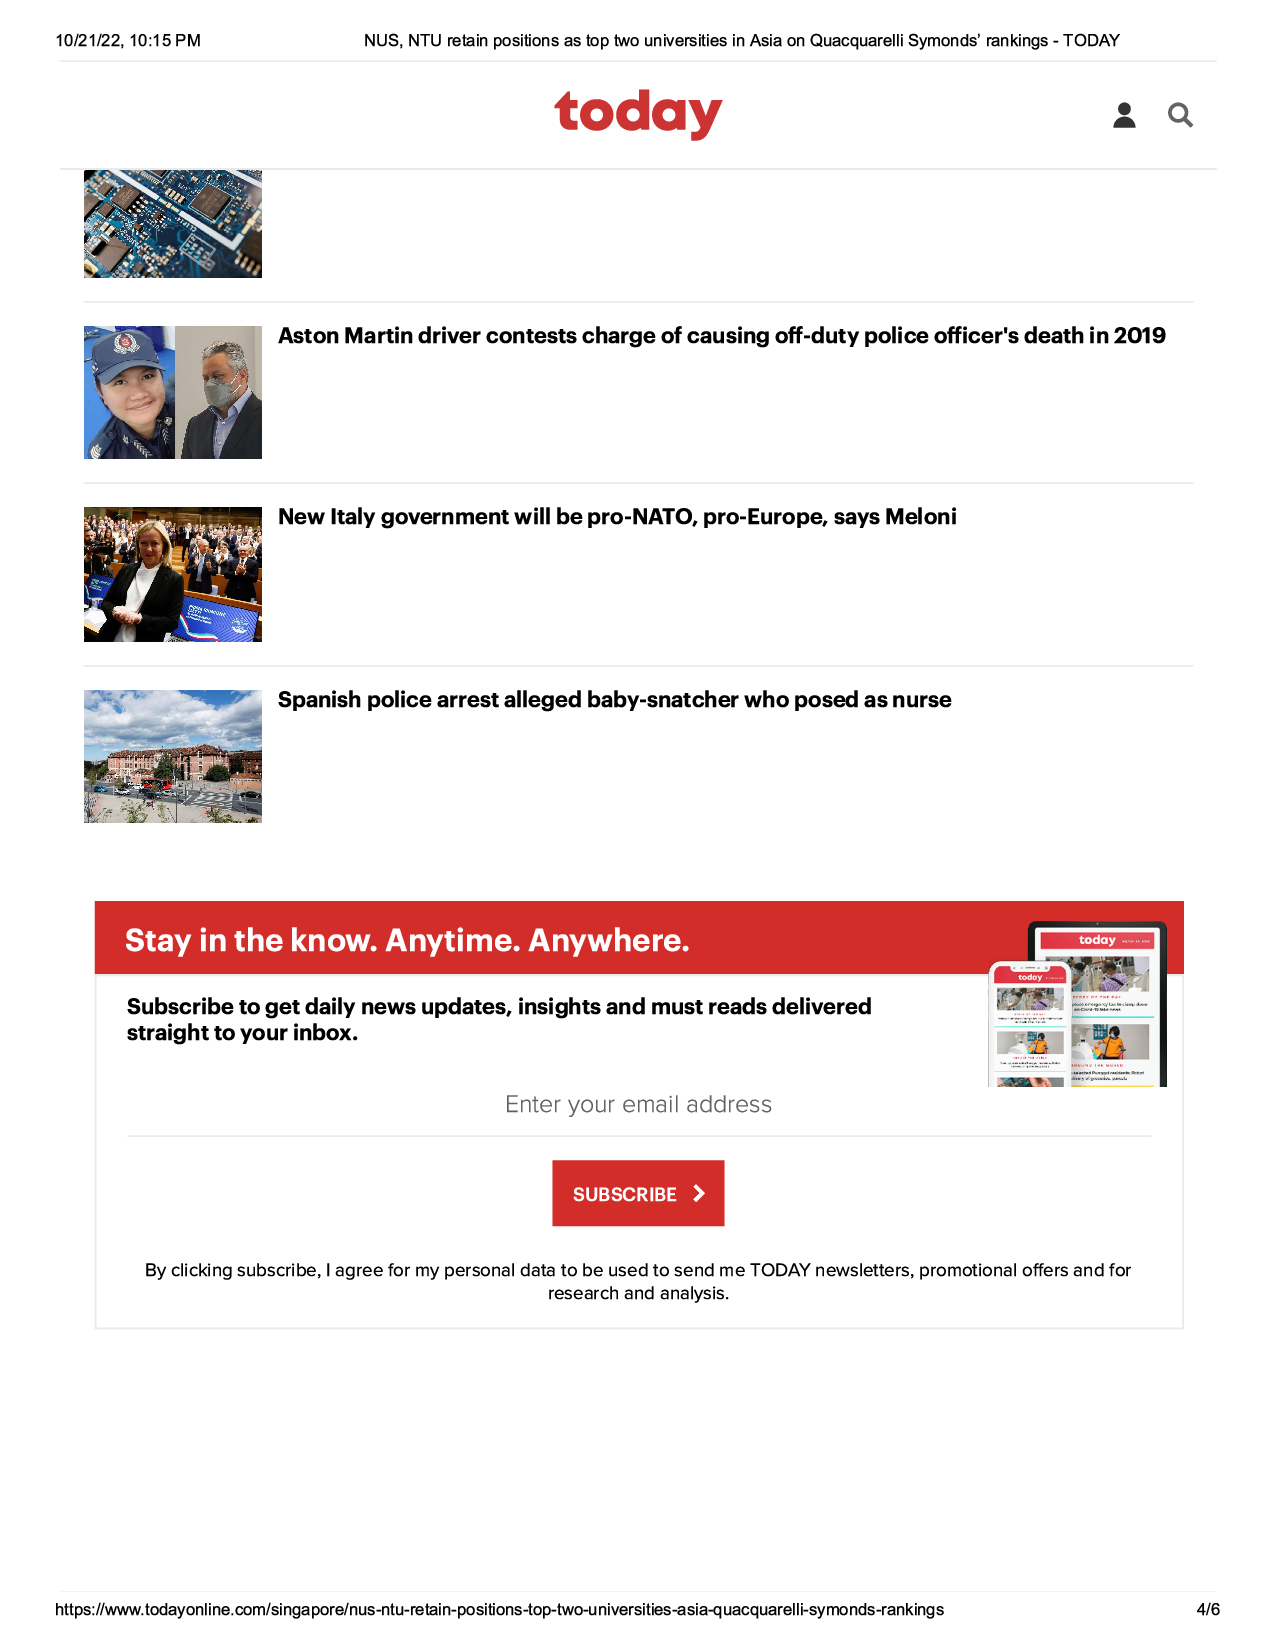 10/21/22, 10:15 PM
NUS, NTU retain positions as top two universities in Asia on Quacquarelli Symonds’ rankings - TODAY
today
Aston Martin driver contests charge of causing off-duty police officer's death in 2019
New Italy government will be pro-NATO, pro-Europe, says Meloni
Spanish police arrest alleged baby-snatcher who posed as nurse
Stay in the know. Anytime. Anywhere.
today
today
Subscribe to get daily news updates, insights and must reads delivered
straight to your inbox.
Enter your email address
SUBSCRIBE
By clicking subscribe, I agree for my personal data to be used to send me TODAY newsletters, promotional offers and for
research and analysis.
https://www.todayonline.com/singapore/nus-ntu-retain-positions-top-two-universities-asia-quacquarelli-symonds-rankings
4/6